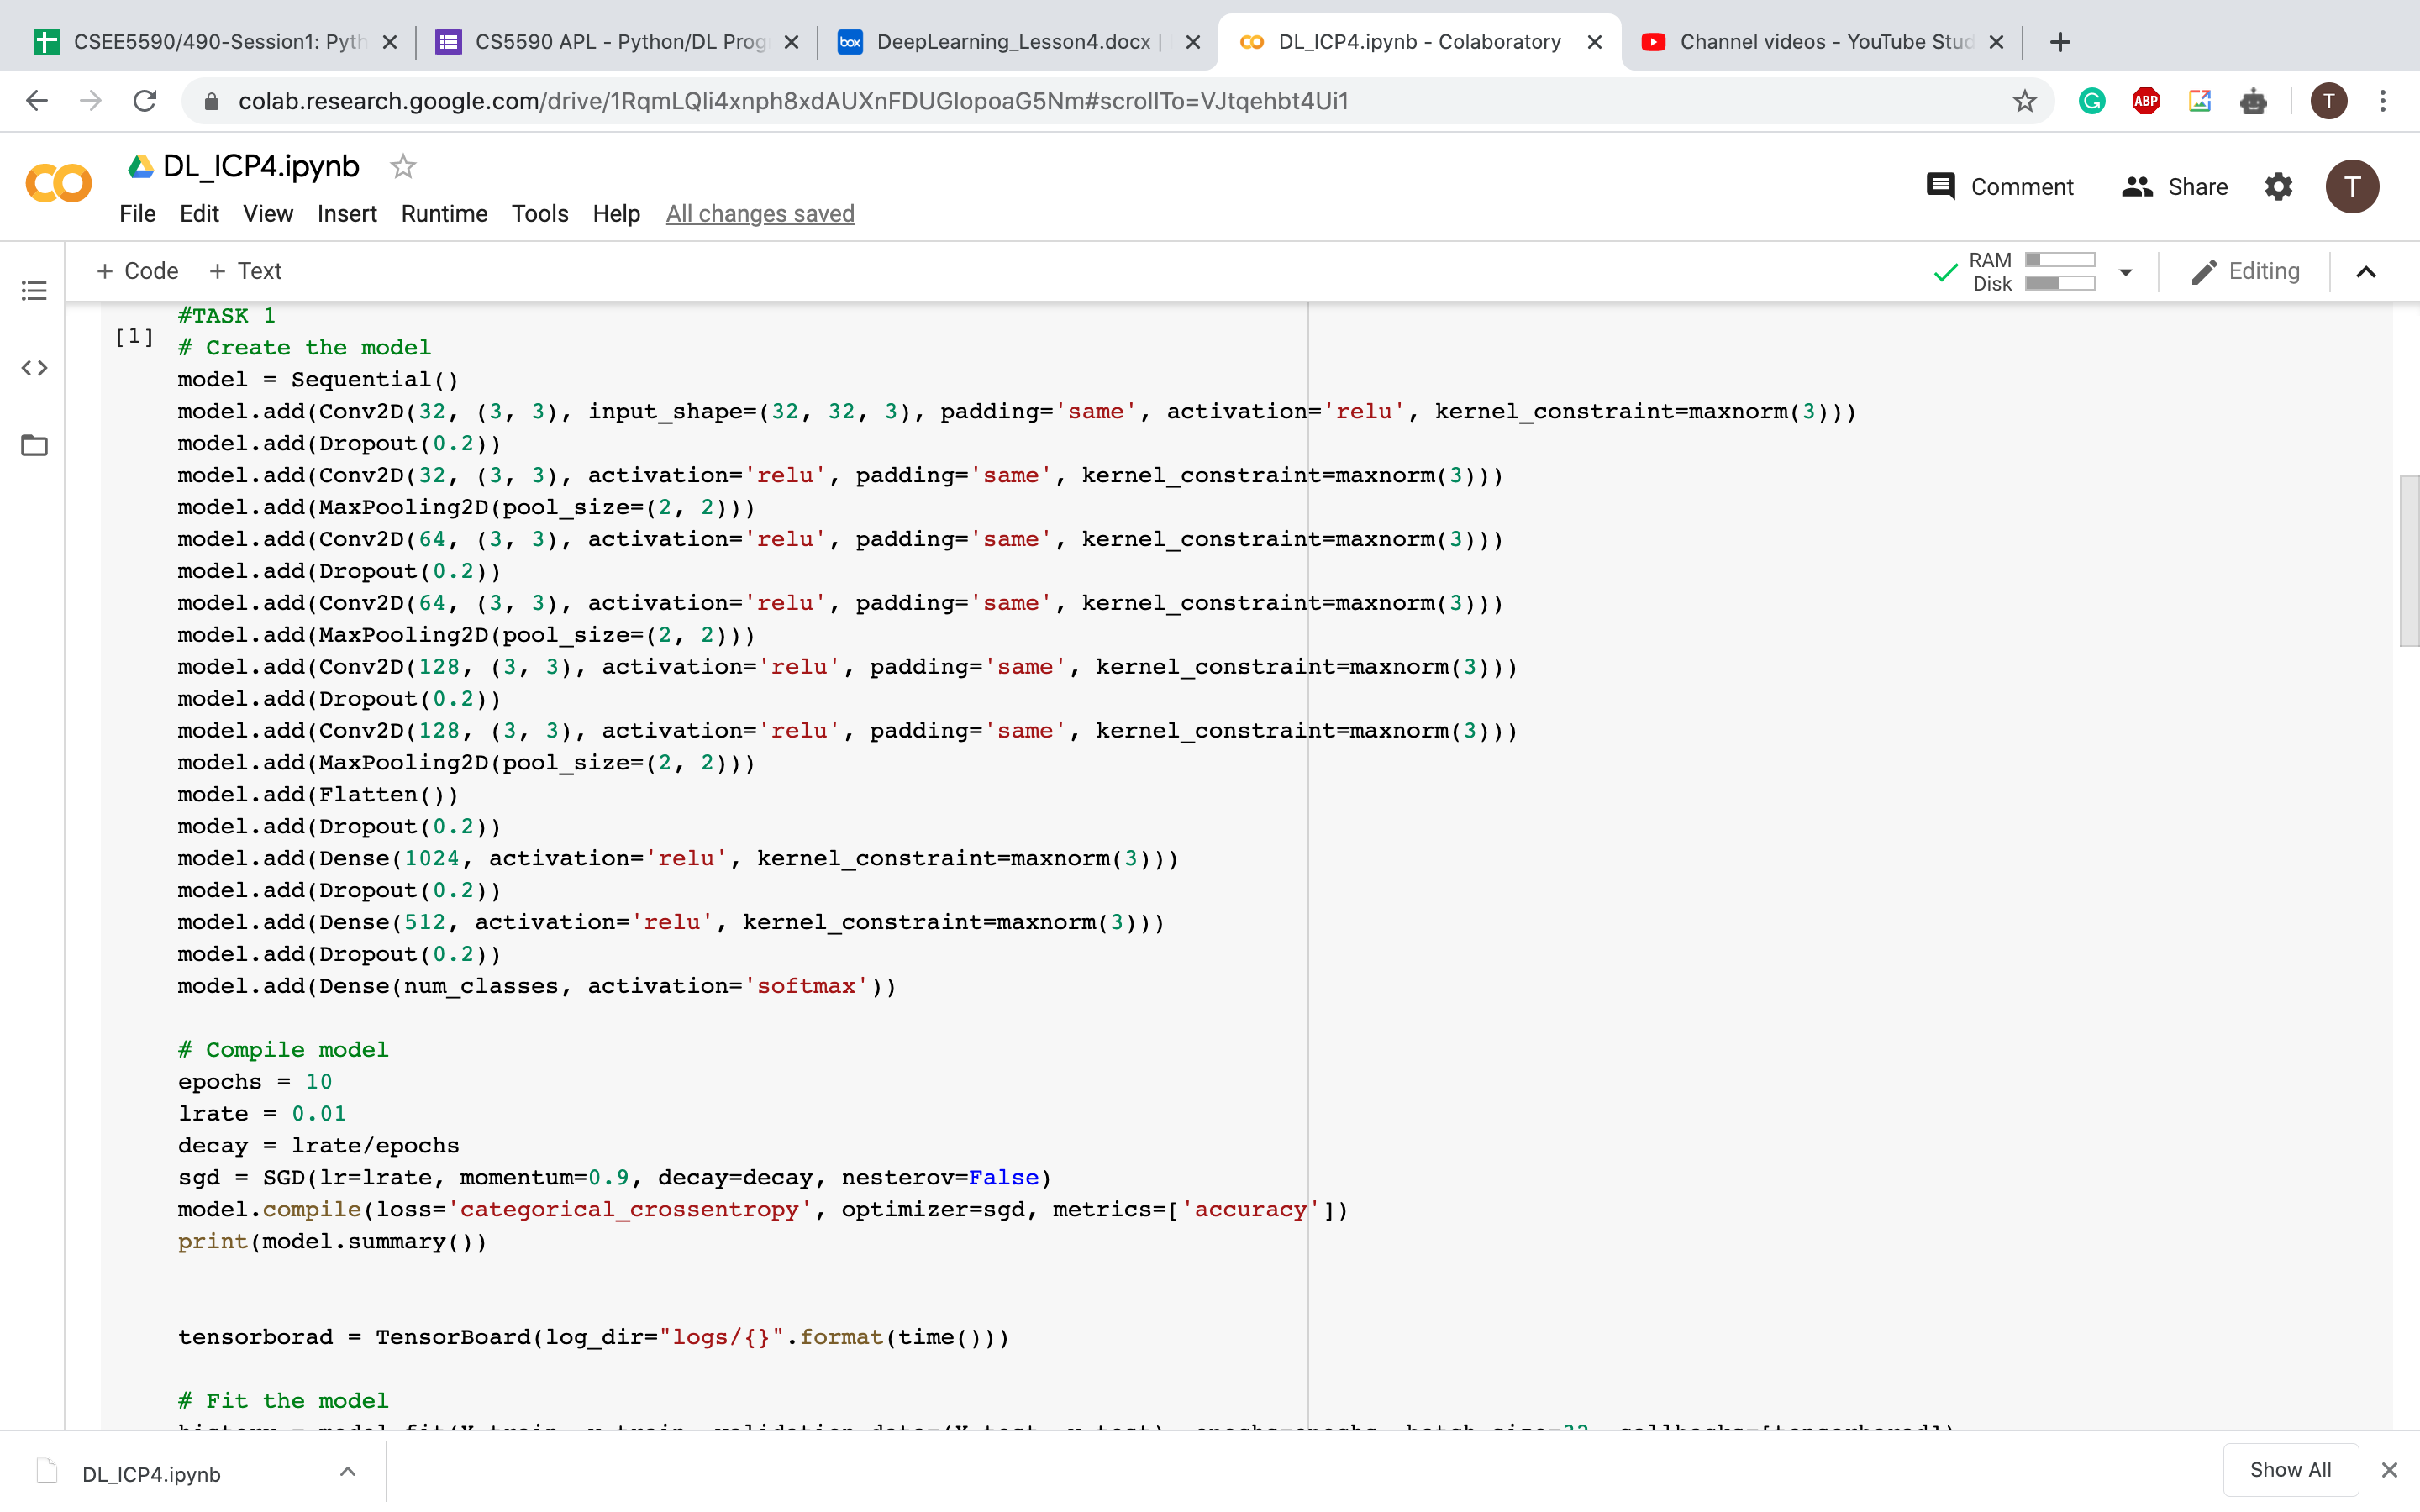 CSEE5590/490-Session1: Pyth
CS5590 APL - Python/DL Prog
box
DeepLearning_Lesson4.docx |
DL_ICP4.ipynb - Colaboratory
Channel videos - YouTube Stud
colab.research.google.com/drive/1RqmLQli4xnph8xdAUXnFDUGIopoaG5Nm#scrollTo=VJtqehbt4Ui1
ABP
T
DL_ICP4.ipynb
Comment
Share
T
File Edit View Insert Runtime Tools Help All changes saved
+ Code + Text
RAM
Disk
Editing
[1]
#TASK 1
# Create the model
model = Sequential()
model.add(Conv2D(32, (3, 3), input_shape=(32, 32, 3), padding='same', activation='relu', kernel_constraint=maxnorm(3)))
model.add(Dropout(0.2))
model.add(Conv2D(32, (3, 3), activation='relu', padding='same', kernel_constraint=maxnorm(3)))
model.add(MaxPooling2D(pool_size=(2, 2)))
model.add(Conv2D(64, (3, 3), activation='relu', padding='same', kernel_constraint=maxnorm(3)))
model.add(Dropout(0.2))
model.add(Conv2D(64, (3, 3), activation='relu', padding='same', kernel_constraint=maxnorm(3)))
model.add(MaxPooling2D(pool_size=(2, 2)))
model.add(Conv2D(128, (3, 3), activation='relu', padding='same', kernel_constraint=maxnorm(3)))
model.add(Dropout(0.2))
model.add(Conv2D(128, (3, 3), activation='relu', padding='same', kernel_constraint=maxnorm(3)))
model.add(MaxPooling2D(pool_size=(2, 2)))
model.add(Flatten())
model.add(Dropout(0.2))
model.add(Dense(1024, activation='relu', kernel_constraint=maxnorm(3)))
model.add(Dropout(0.2))
model.add(Dense(512, activation='relu', kernel_constraint=maxnorm(3)))
model.add(Dropout(0.2))
model.add(Dense(num_classes, activation='softmax'))
# Compile model
epochs = 10
lrate = 0.01
decay = lrate/epochs
sgd = SGD(lr=lrate, momentum=0.9, decay=decay, nesterov=False)
model.compile(loss='categorical_crossentropy', optimizer=sgd, metrics=['accuracy'])
print(model.summary())
tensorborad = TensorBoard(log_dir="logs/{}".format(time()))
# Fit the model
DL_ICP4.ipynb
Show All